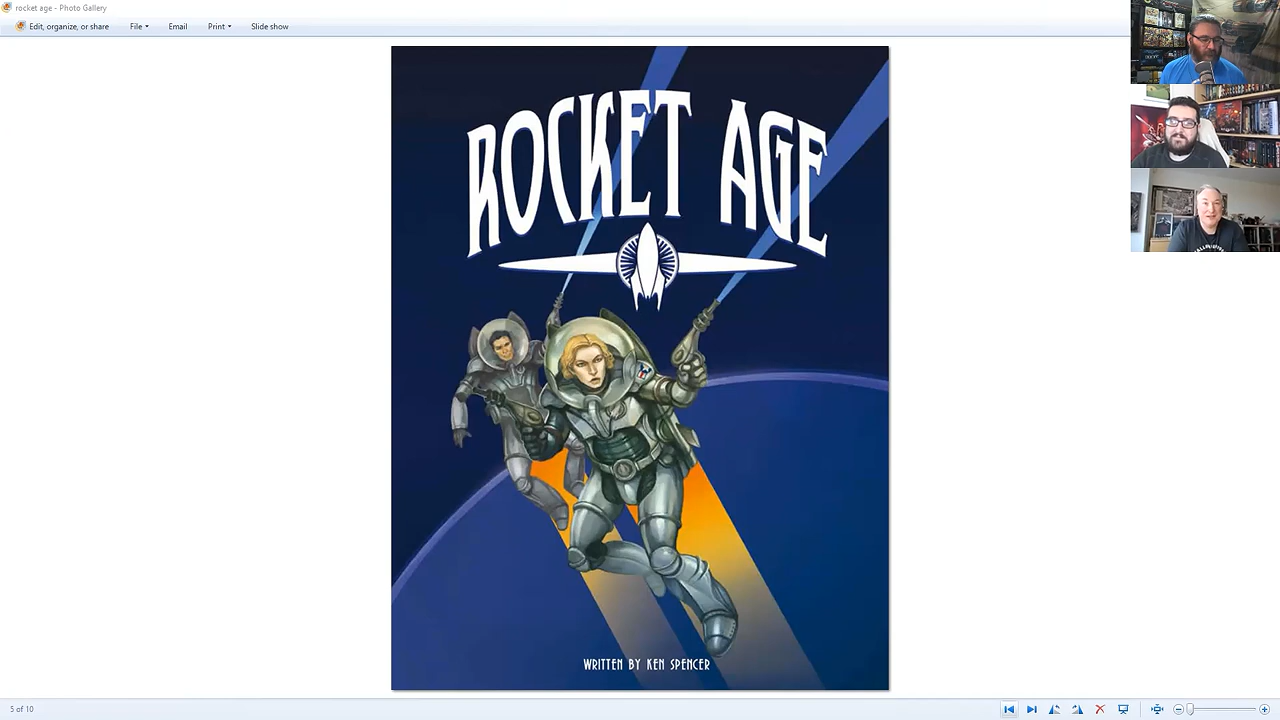 rocket age - Photo Gallery
Edit, organize, or share File Email Print Slide show
ROCKET AGE
WRITTEN BY KEN SPENCER
5 of 10